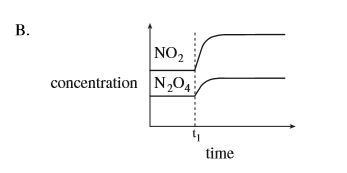 B.
NO₂
concentration N₂O₄
t₁
time